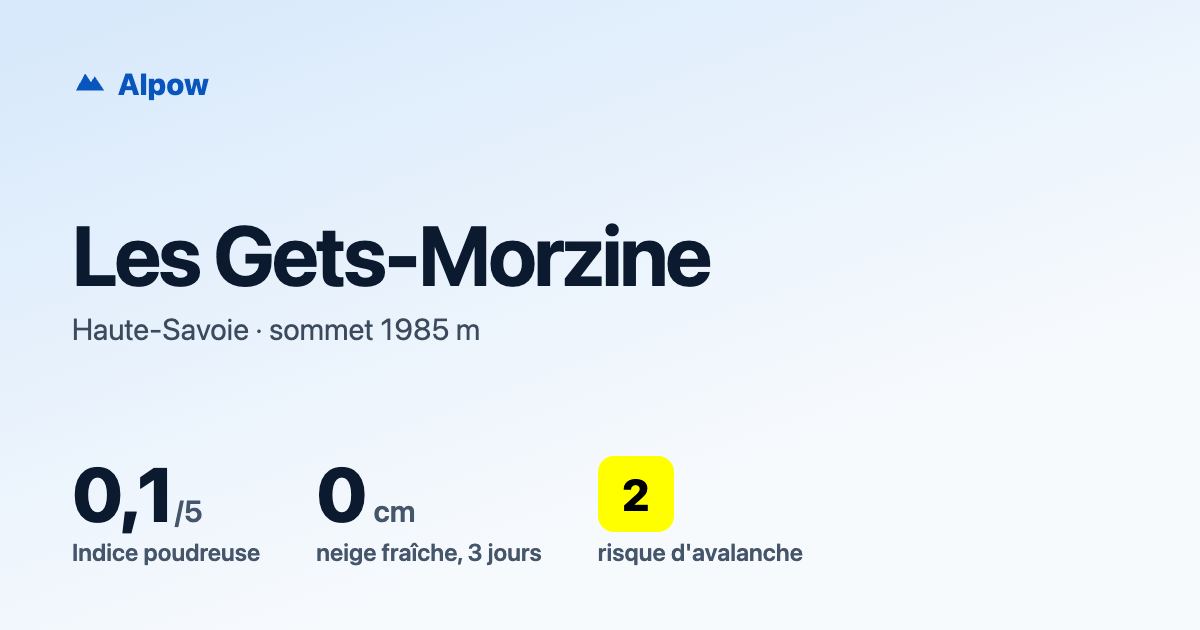 Alpow
Les Gets-Morzine
Haute-Savoie · sommet 1985 m
0,1/5 0 cm 2
Indice poudreuse neige fraîche, 3 jours risque d'avalanche